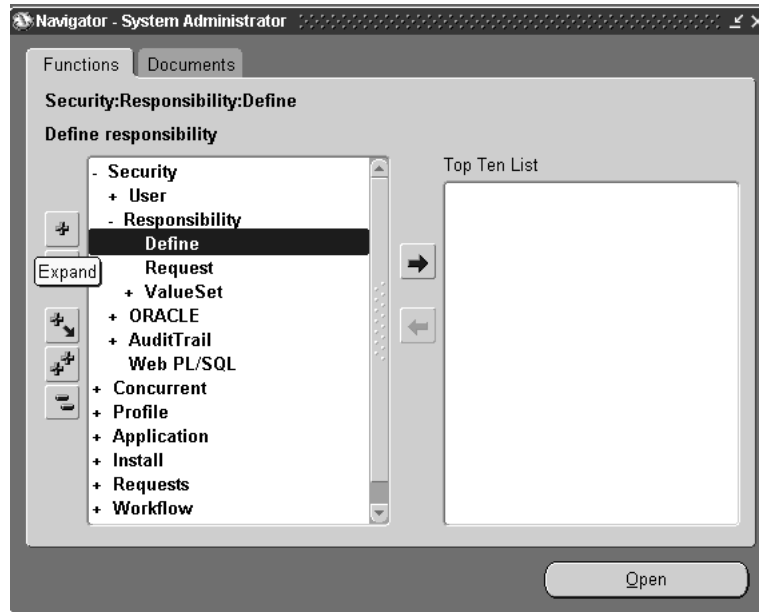 Navigator - System Administrator
Functions Documents
Security:Responsibility:Define
Define responsibility
Top Ten List
- Security
+ User
- Responsibility
Define
Request
Expand
+ ValueSet
+ ORACLE
+ AuditTrail
Web PL/SQL
+ Concurrent
+ Profile
+ Application
+ Install
+ Requests
+ Workflow
Open